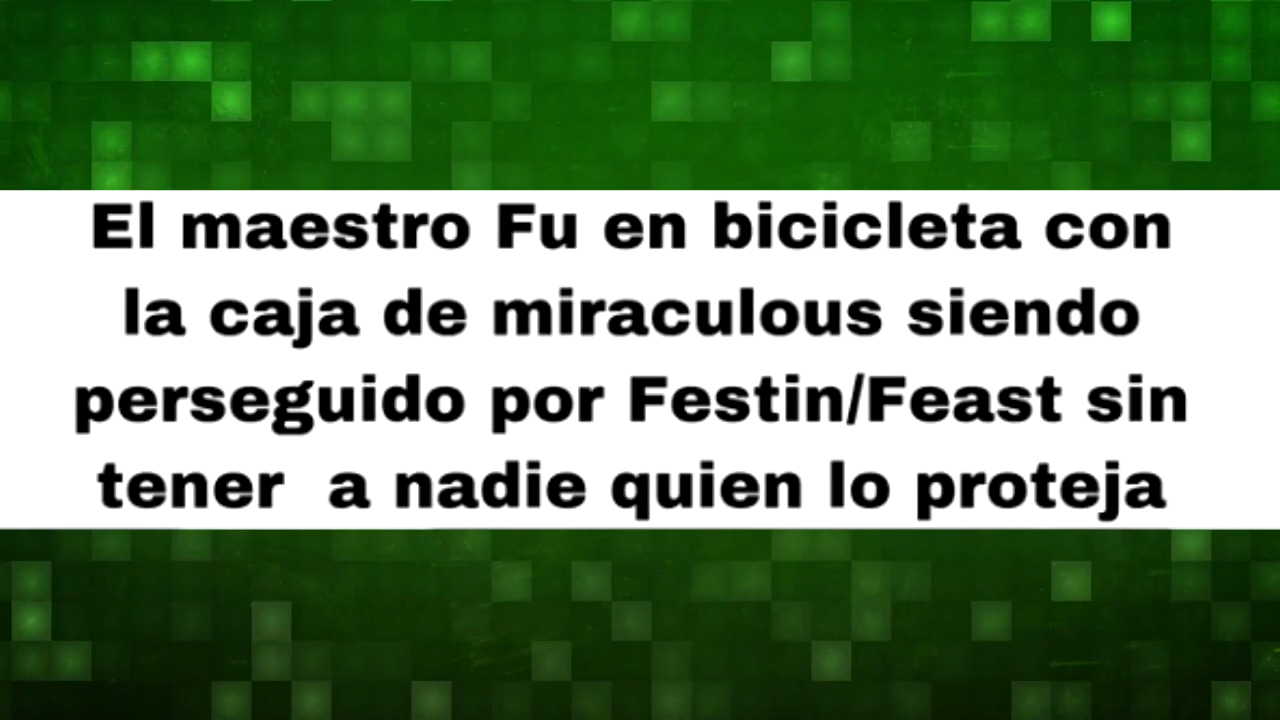 El maestro Fu en bicicleta con
la caja de miraculous siendo
perseguido por Festin/Feast sin
tener  a nadie quien lo proteja